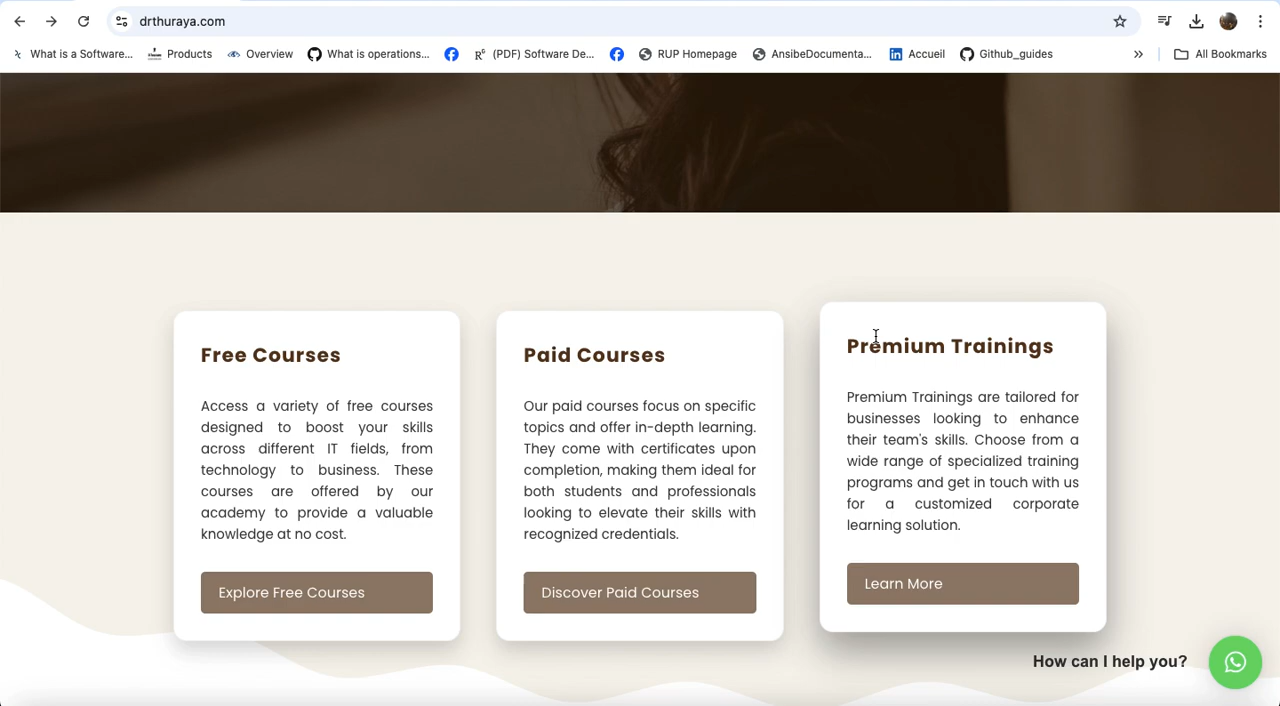 drthuraya.com
What is a Software... Products Overview What is operations... R⁶ (PDF) Software De... RUP Homepage AnsibeDocumenta... Accueil Github_guides » All Bookmarks
Free Courses
Access a variety of free courses
designed to boost your skills
across different IT fields, from
technology to business. These
courses are offered by our
academy to provide a valuable
knowledge at no cost.
Explore Free Courses
Paid Courses
Our paid courses focus on specific
topics and offer in-depth learning.
They come with certificates upon
completion, making them ideal for
both students and professionals
looking to elevate their skills with
recognized credentials.
Discover Paid Courses
Premium Trainings
Premium Trainings are tailored for
businesses looking to enhance
their team's skills. Choose from a
wide range of specialized training
programs and get in touch with us
for a customized corporate
learning solution.
Learn More
How can I help you?